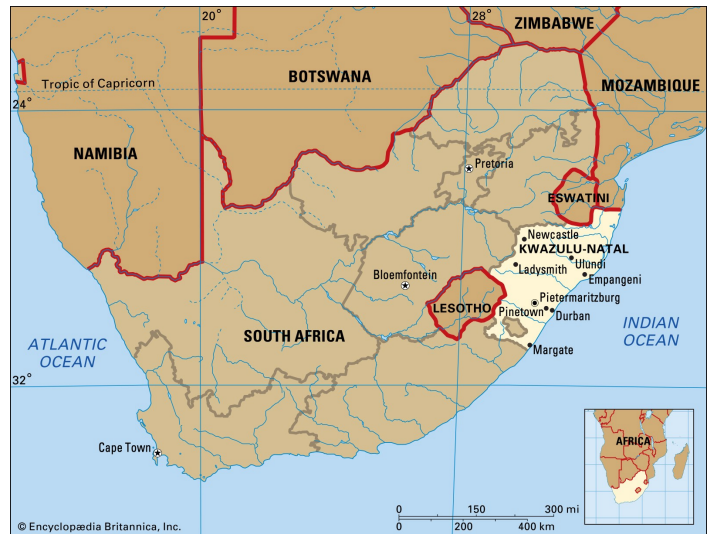 20°
28°
ZIMBABWE
BOTSWANA
Tropic of Capricorn
MOZAMBIQUE
24°
NAMIBIA
Pretoria
ESWATINI
Newcastle
KWAZULU-NATAL
Ulundi
Ladysmith
Bloemfontein
Empangeni
Pietermaritzburg
LESOTHO
Pinetown
Durban
SOUTH AFRICA
INDIAN
OCEAN
ATLANTIC
OCEAN
Margate
32°
AFRICA
Cape Town
0 150 300 mi
0 200 400 km
© Encyclopædia Britannica, Inc.